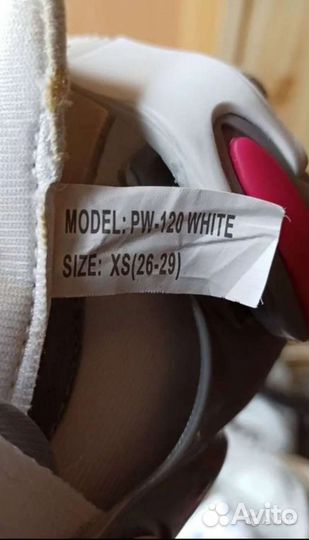 MODEL: PW-120 WHITE
SIZE: XS(26-29)
Avito